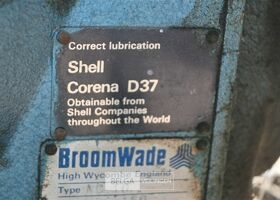 Correct lubrication
Shell
Corena D37
Obtainable from
Shell Companies
throughout the World
BroomWade
High Wycombe England
Type